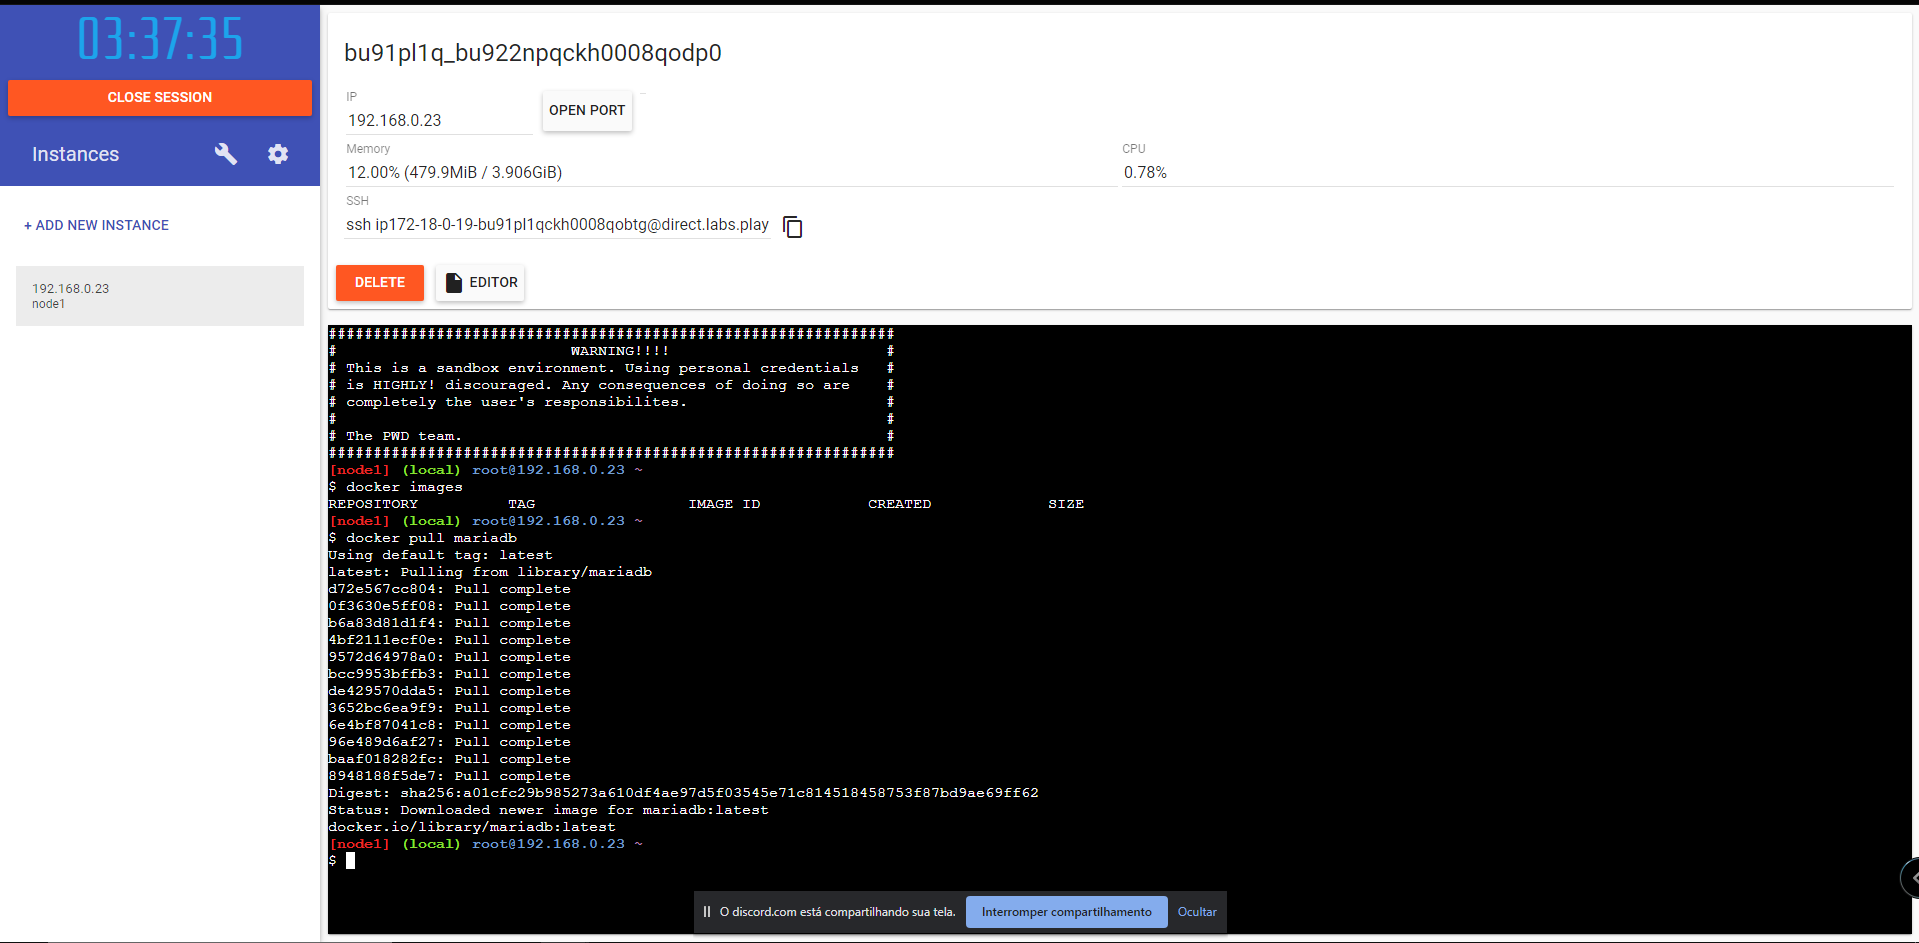 03:37:35
CLOSE SESSION
Instances
+ ADD NEW INSTANCE
192.168.0.23
node1
bu91pl1q_bu922npqckh0008qodp0
IP
192.168.0.23
OPEN PORT
Memory
12.00% (479.9MiB / 3.906GiB)
CPU
0.78%
SSH
ssh ip172-18-0-19-bu91pl1qckh0008qobtg@direct.labs.play
DELETE
EDITOR
###############################################################
# WARNING!!!! #
# This is a sandbox environment. Using personal credentials #
# is HIGHLY! discouraged. Any consequences of doing so are #
# completely the user's responsibilites. #
# #
# The PWD team. #
###############################################################
[node1] (local) root@192.168.0.23 ~
$ docker images
REPOSITORY TAG IMAGE ID CREATED SIZE
[node1] (local) root@192.168.0.23 ~
$ docker pull mariadb
Using default tag: latest
latest: Pulling from library/mariadb
d72e567cc804: Pull complete
0f3630e5ff08: Pull complete
b6a83d81d1f4: Pull complete
4bf2111ecf0e: Pull complete
9572d64978a0: Pull complete
bcc9953bffb3: Pull complete
de429570dda5: Pull complete
3652bc6ea9f9: Pull complete
6e4bf87041c8: Pull complete
96e489d6af27: Pull complete
baaf018282fc: Pull complete
8948188f5de7: Pull complete
Digest: sha256:a01cfc29b985273a610df4ae97d5f03545e71c814518458753f87bd9ae69ff62
Status: Downloaded newer image for mariadb:latest
docker.io/library/mariadb:latest
[node1] (local) root@192.168.0.23 ~
$
O discord.com está compartilhando sua tela.
Interromper compartilhamento
Ocultar